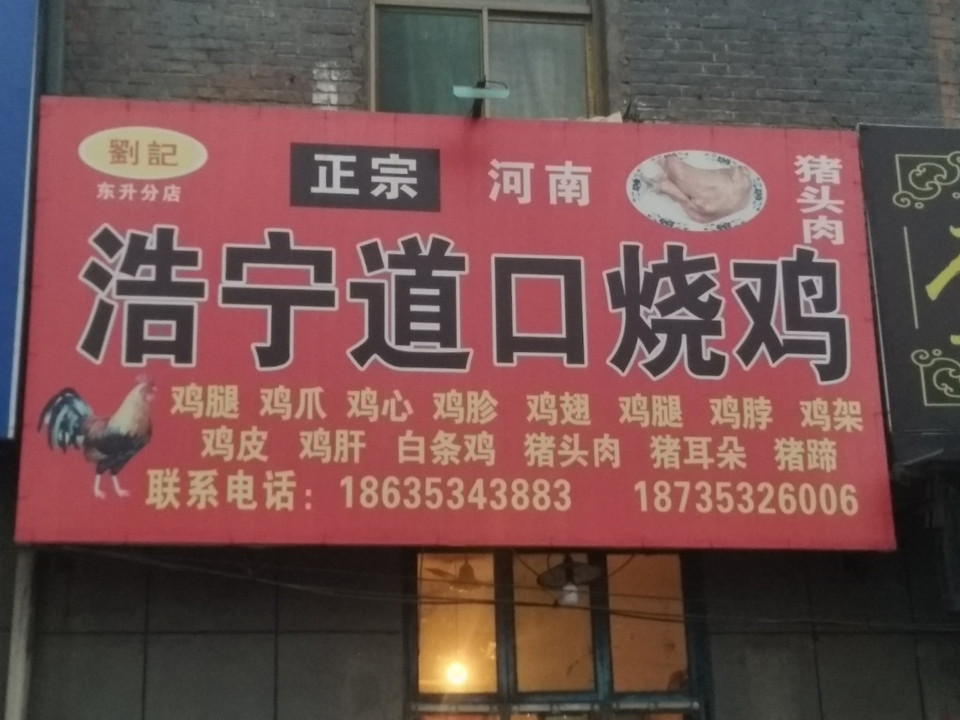 劉記
东升分店
正宗 河南
猪头肉
浩宁道口烧鸡
鸡腿 鸡爪 鸡心 鸡胗 鸡翅 鸡腿 鸡脖 鸡架
鸡皮 鸡肝 白条鸡 猪头肉 猪耳朵 猪蹄
联系电话：18635343883 18735326006